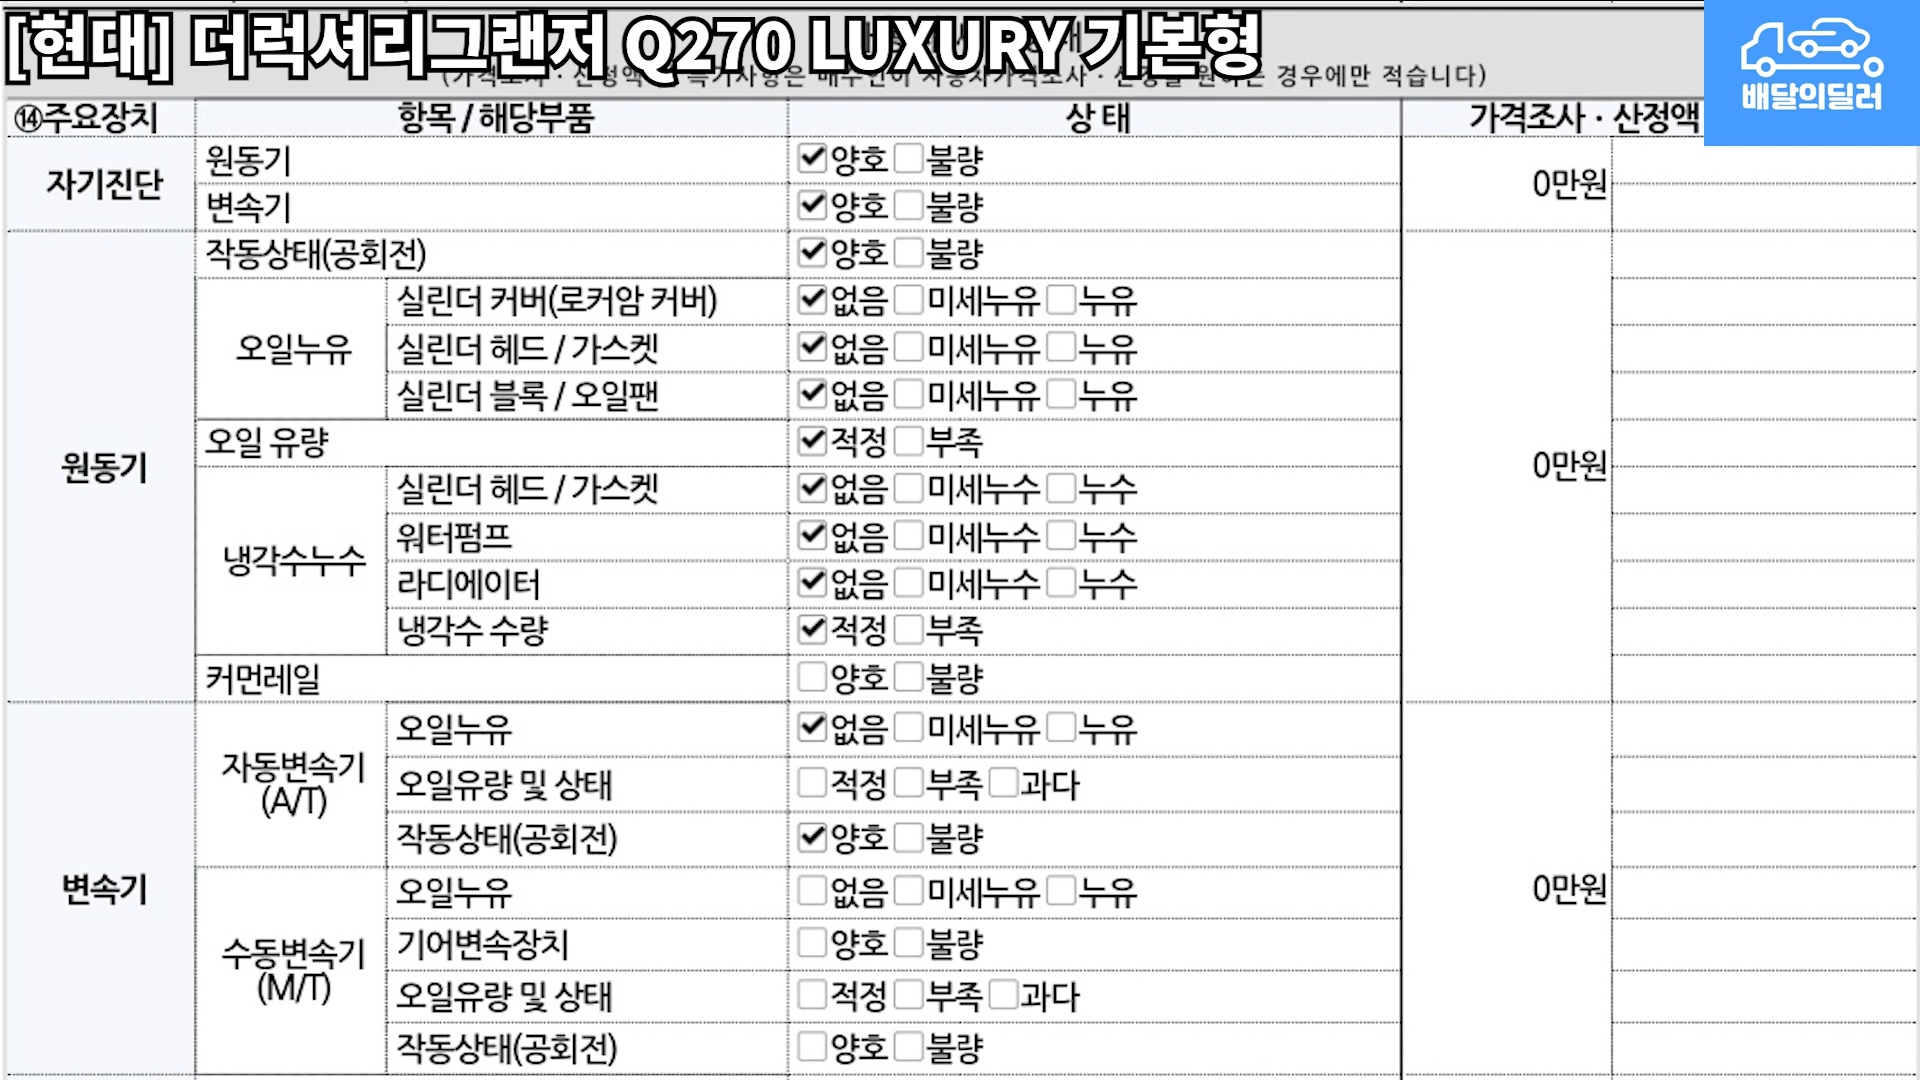 [현대] 더럭셔리그랜저 Q270 LUXURY 기본형
경우에만 적습니다)
배달의딜러
⑭주요장치 항목 / 해당부품 상 태 가격조사 · 산정액
자기진단 원동기 ✔양호 불량 0만원
변속기 ✔양호 불량
원동기 작동상태(공회전) ✔양호 불량 0만원
오일누유 실린더 커버(로커암 커버) ✔없음 미세누유 누유
실린더 헤드 / 가스켓 ✔없음 미세누유 누유
실린더 블록 / 오일팬 ✔없음 미세누유 누유
오일 유량 ✔적정 부족
냉각수누수 실린더 헤드 / 가스켓 ✔없음 미세누수 누수
워터펌프 ✔없음 미세누수 누수
라디에이터 ✔없음 미세누수 누수
냉각수 수량 ✔적정 부족
커먼레일 양호 불량
변속기 자동변속기 (A/T) 오일누유 ✔없음 미세누유 누유 0만원
오일유량 및 상태 적정 부족 과다
작동상태(공회전) ✔양호 불량
수동변속기 (M/T) 오일누유 없음 미세누유 누유
기어변속장치 양호 불량
오일유량 및 상태 적정 부족 과다
작동상태(공회전) 양호 불량